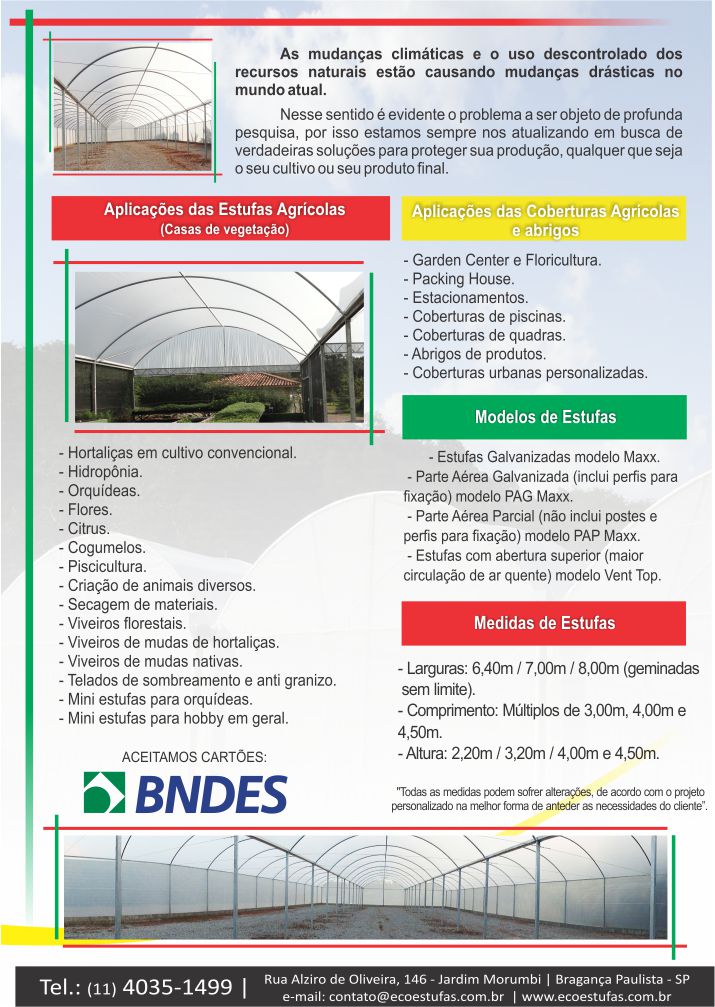 As mudanças climáticas e o uso descontrolado dos
recursos naturais estão causando mudanças drásticas no
mundo atual.
Nesse sentido é evidente o problema a ser objeto de profunda
pesquisa, por isso estamos sempre nos atualizando em busca de
verdadeiras soluções para proteger sua produção, qualquer que seja
o seu cultivo ou seu produto final.
Aplicações das Estufas Agrícolas
(Casas de vegetação)
- Hortaliças em cultivo convencional.
- Hidropônia.
- Orquídeas.
- Flores.
- Citrus.
- Cogumelos.
- Piscicultura.
- Criação de animais diversos.
- Secagem de materiais.
- Viveiros florestais.
- Viveiros de mudas de hortaliças.
- Viveiros de mudas nativas.
- Telados de sombreamento e anti granizo.
- Mini estufas para orquídeas.
- Mini estufas para hobby em geral.
ACEITAMOS CARTÕES:
BNDES
Aplicações das Coberturas Agrícolas
e abrigos
- Garden Center e Floricultura.
- Packing House.
- Estacionamentos.
- Coberturas de piscinas.
- Coberturas de quadras.
- Abrigos de produtos.
- Coberturas urbanas personalizadas.
Modelos de Estufas
- Estufas Galvanizadas modelo Maxx.
- Parte Aérea Galvanizada (inclui perfis para
fixação) modelo PAG Maxx.
- Parte Aérea Parcial (não inclui postes e
perfis para fixação) modelo PAP Maxx.
- Estufas com abertura superior (maior
circulação de ar quente) modelo Vent Top.
Medidas de Estufas
- Larguras: 6,40m / 7,00m / 8,00m (geminadas
sem limite).
- Comprimento: Múltiplos de 3,00m, 4,00m e
4,50m.
- Altura: 2,20m / 3,20m / 4,00m e 4,50m.
"Todas as medidas podem sofrer alterações, de acordo com o projeto
personalizado na melhor forma de anteder as necessidades do cliente".
Tel.: (11) 4035-1499 |
Rua Alziro de Oliveira, 146 - Jardim Morumbi | Bragança Paulista - SP
e-mail: contato@ecoestufas.com.br | www.ecoestufas.com.br